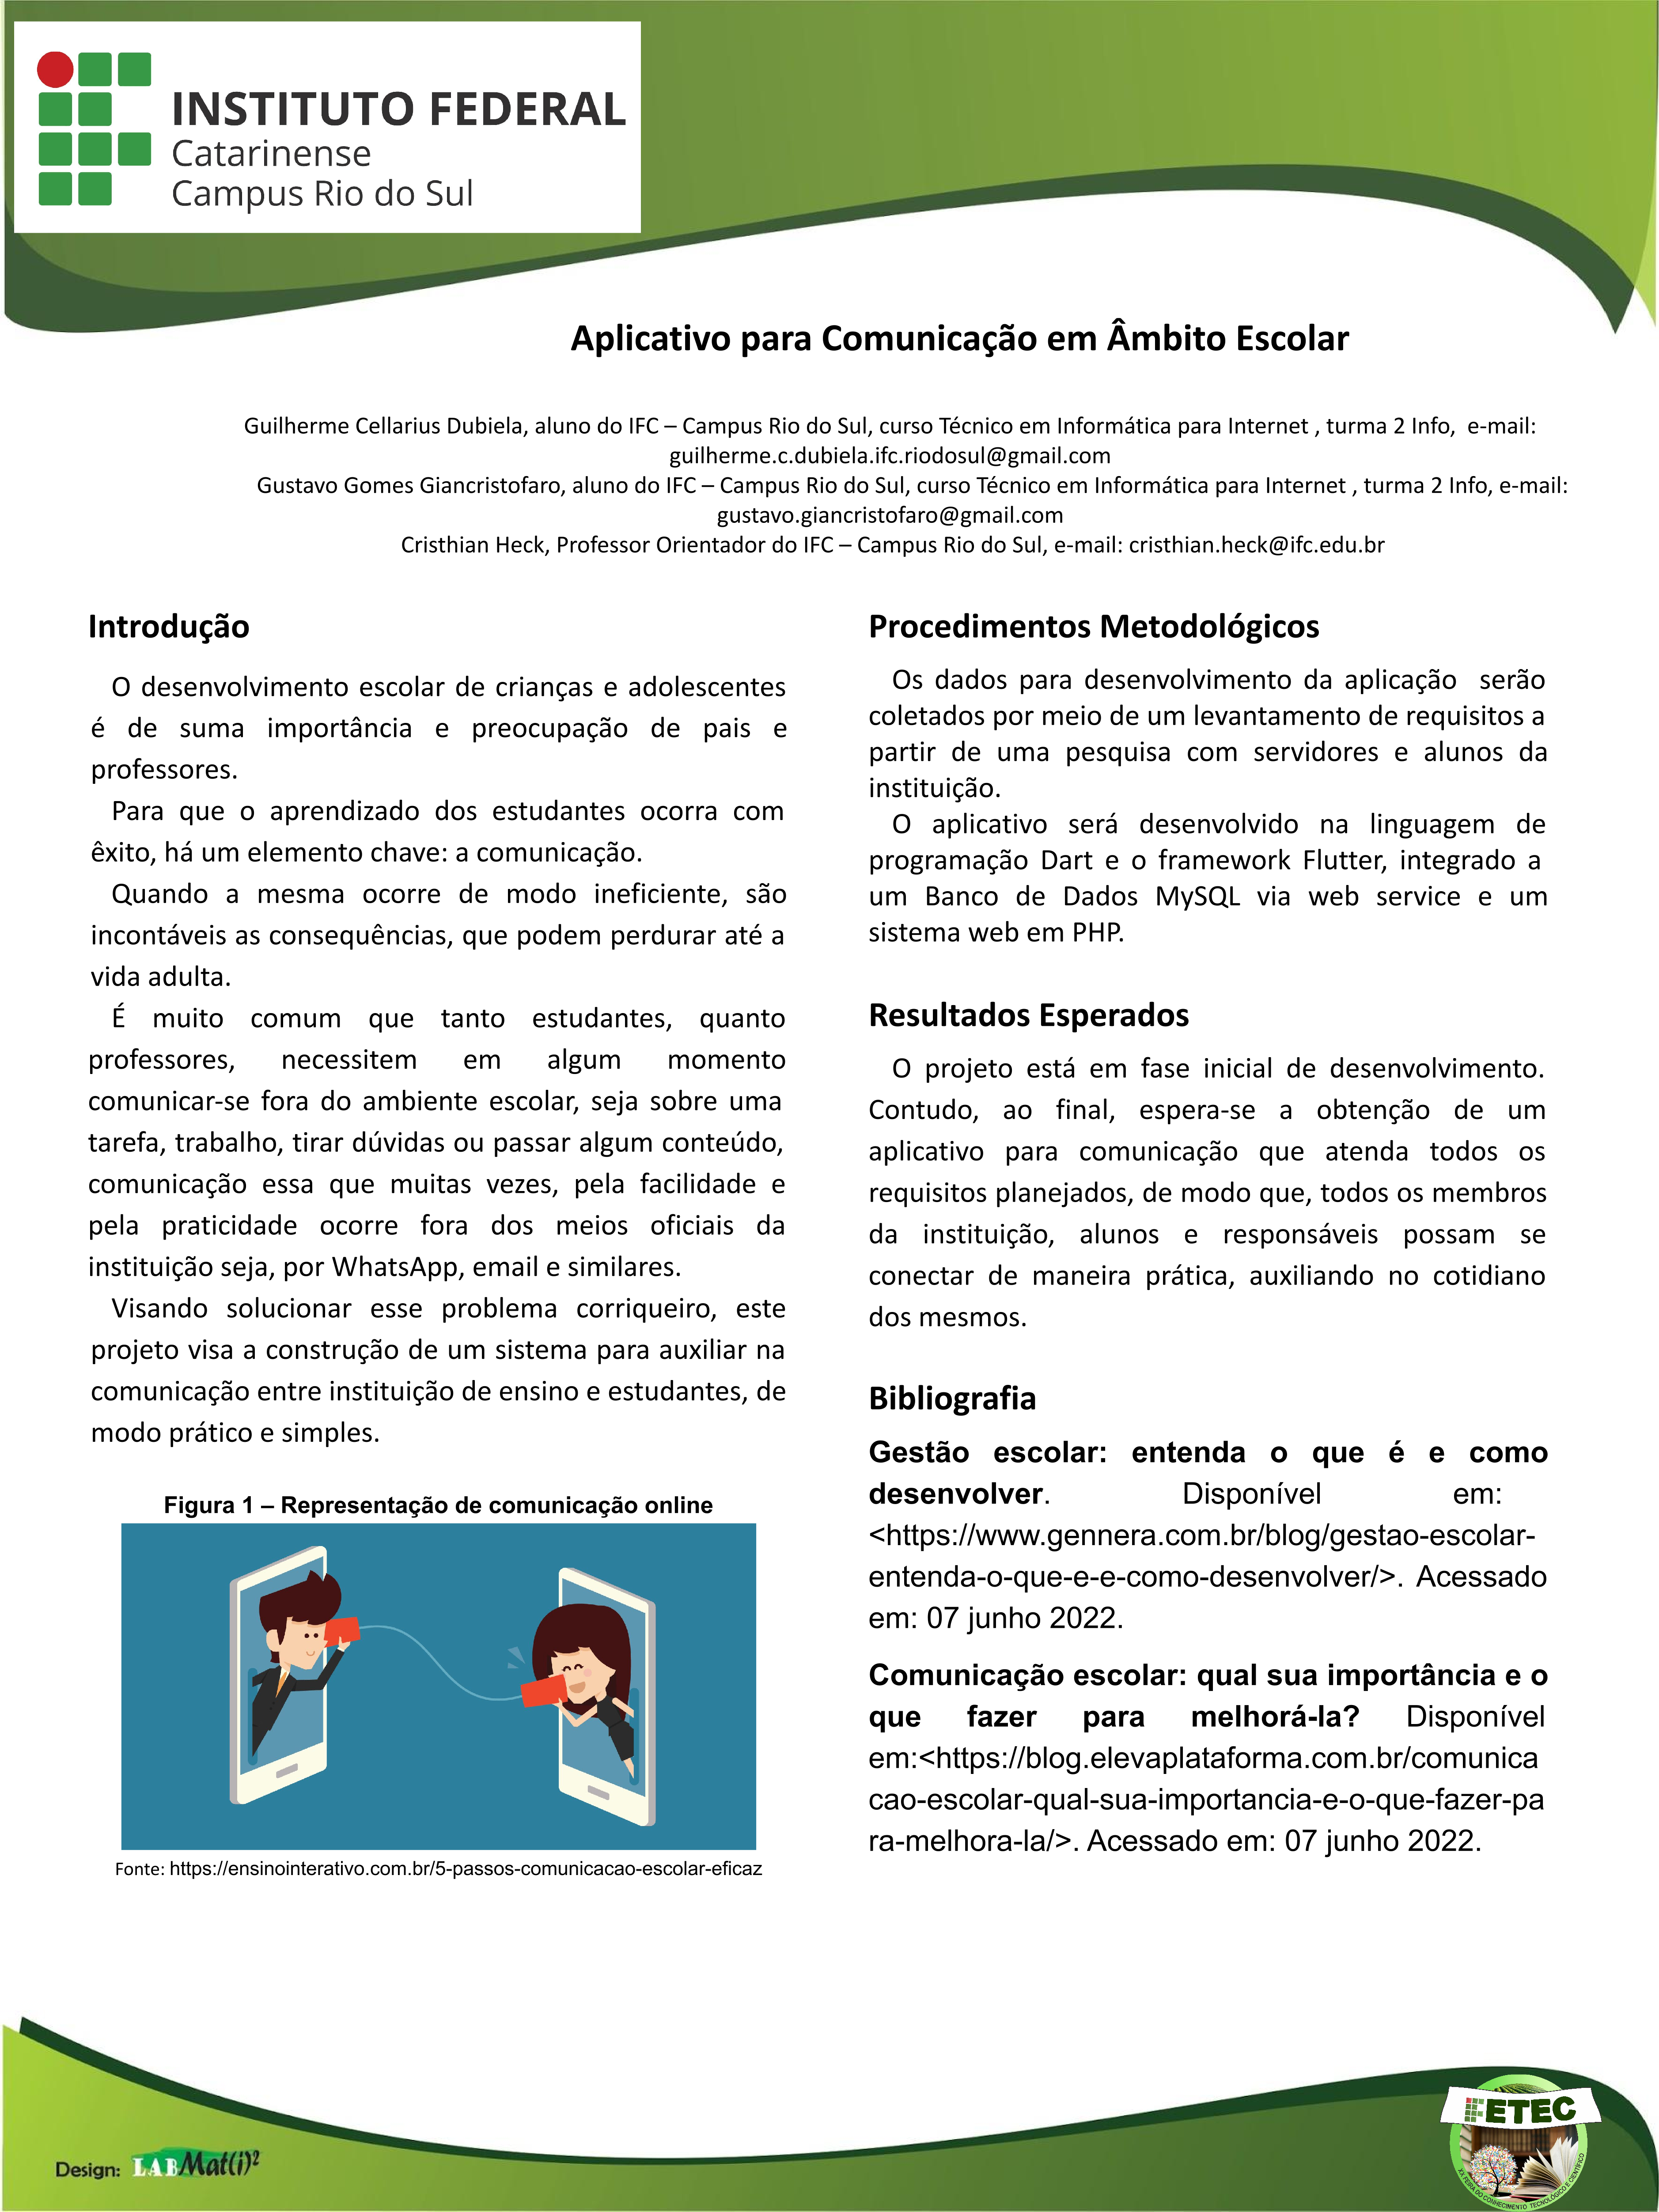 INSTITUTO FEDERAL
Catarinense
Campus Rio do Sul
Aplicativo para Comunicação em Âmbito Escolar
Guilherme Cellarius Dubiela, aluno do IFC – Campus Rio do Sul, curso Técnico em Informática para Internet , turma 2 Info, e-mail:
guilherme.c.dubiela.ifc.riodosul@gmail.com
Gustavo Gomes Giancristofaro, aluno do IFC – Campus Rio do Sul, curso Técnico em Informática para Internet , turma 2 Info, e-mail:
gustavo.giancristofaro@gmail.com
Cristhian Heck, Professor Orientador do IFC – Campus Rio do Sul, e-mail: cristhian.heck@ifc.edu.br
Introdução
O desenvolvimento escolar de crianças e adolescentes
é de suma importância e preocupação de pais e
professores.
Para que o aprendizado dos estudantes ocorra com
êxito, há um elemento chave: a comunicação.
Quando a mesma ocorre de modo ineficiente, são
incontáveis as consequências, que podem perdurar até a
vida adulta.
É muito comum que tanto estudantes, quanto
professores, necessitem em algum momento
comunicar-se fora do ambiente escolar, seja sobre uma
tarefa, trabalho, tirar dúvidas ou passar algum conteúdo,
comunicação essa que muitas vezes, pela facilidade e
pela praticidade ocorre fora dos meios oficiais da
instituição seja, por WhatsApp, email e similares.
Visando solucionar esse problema corriqueiro, este
projeto visa a construção de um sistema para auxiliar na
comunicação entre instituição de ensino e estudantes, de
modo prático e simples.
Figura 1 – Representação de comunicação online
Fonte: https://ensinointerativo.com.br/5-passos-comunicacao-escolar-eficaz
Procedimentos Metodológicos
Os dados para desenvolvimento da aplicação serão
coletados por meio de um levantamento de requisitos a
partir de uma pesquisa com servidores e alunos da
instituição.
O aplicativo será desenvolvido na linguagem de
programação Dart e o framework Flutter, integrado a
um Banco de Dados MySQL via web service e um
sistema web em PHP.
Resultados Esperados
O projeto está em fase inicial de desenvolvimento.
Contudo, ao final, espera-se a obtenção de um
aplicativo para comunicação que atenda todos os
requisitos planejados, de modo que, todos os membros
da instituição, alunos e responsáveis possam se
conectar de maneira prática, auxiliando no cotidiano
dos mesmos.
Bibliografia
Gestão escolar: entenda o que é e como
desenvolver. Disponível em:
<https://www.gennera.com.br/blog/gestao-escolar-
entenda-o-que-e-e-como-desenvolver/>. Acessado
em: 07 junho 2022.
Comunicação escolar: qual sua importância e o
que fazer para melhorá-la? Disponível
em:<https://blog.elevaplataforma.com.br/comunica
cao-escolar-qual-sua-importancia-e-o-que-fazer-pa
ra-melhora-la/>. Acessado em: 07 junho 2022.
Design: LABMat(i)²
FETEC
FEIRA DO CONHECIMENTO TECNOLÓGICO E CIENTÍFICO